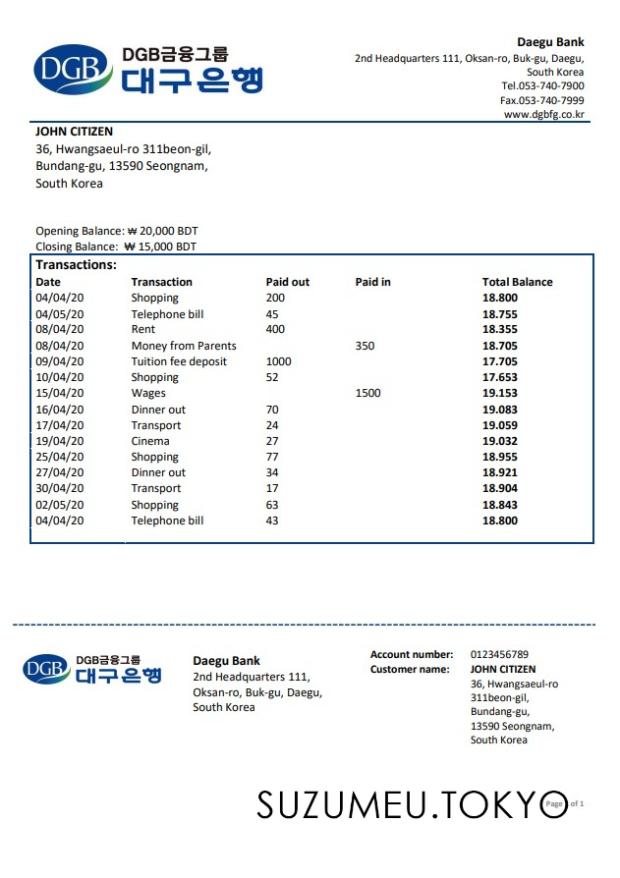 DGB
DGB금융그룹
대구은행
Daegu Bank
2nd Headquarters 111, Oksan-ro, Buk-gu, Daegu,
South Korea
Tel.053-740-7900
Fax.053-740-7999
www.dgbfg.co.kr
JOHN CITIZEN
36, Hwangsaeul-ro 311beon-gil,
Bundang-gu, 13590 Seongnam,
South Korea
Opening Balance: ₩ 20,000 BDT
Closing Balance: ₩ 15,000 BDT
Transactions:
Date Transaction Paid out Paid in Total Balance
04/04/20 Shopping 200 18.800
04/05/20 Telephone bill 45 18.755
08/04/20 Rent 400 18.355
08/04/20 Money from Parents 350 18.705
09/04/20 Tuition fee deposit 1000 17.705
10/04/20 Shopping 52 17.653
15/04/20 Wages 1500 19.153
16/04/20 Dinner out 70 19.083
17/04/20 Transport 24 19.059
19/04/20 Cinema 27 19.032
25/04/20 Shopping 77 18.955
27/04/20 Dinner out 34 18.921
30/04/20 Transport 17 18.904
02/05/20 Shopping 63 18.843
04/04/20 Telephone bill 43 18.800
DGB
DGB금융그룹
대구은행
Daegu Bank
2nd Headquarters 111,
Oksan-ro, Buk-gu, Daegu,
South Korea
Account number: 0123456789
Customer name: JOHN CITIZEN
36, Hwangsaeul-ro
311beon-gil,
Bundang-gu,
13590 Seongnam,
South Korea
SUZUMEU.TOKYO
Page of 1